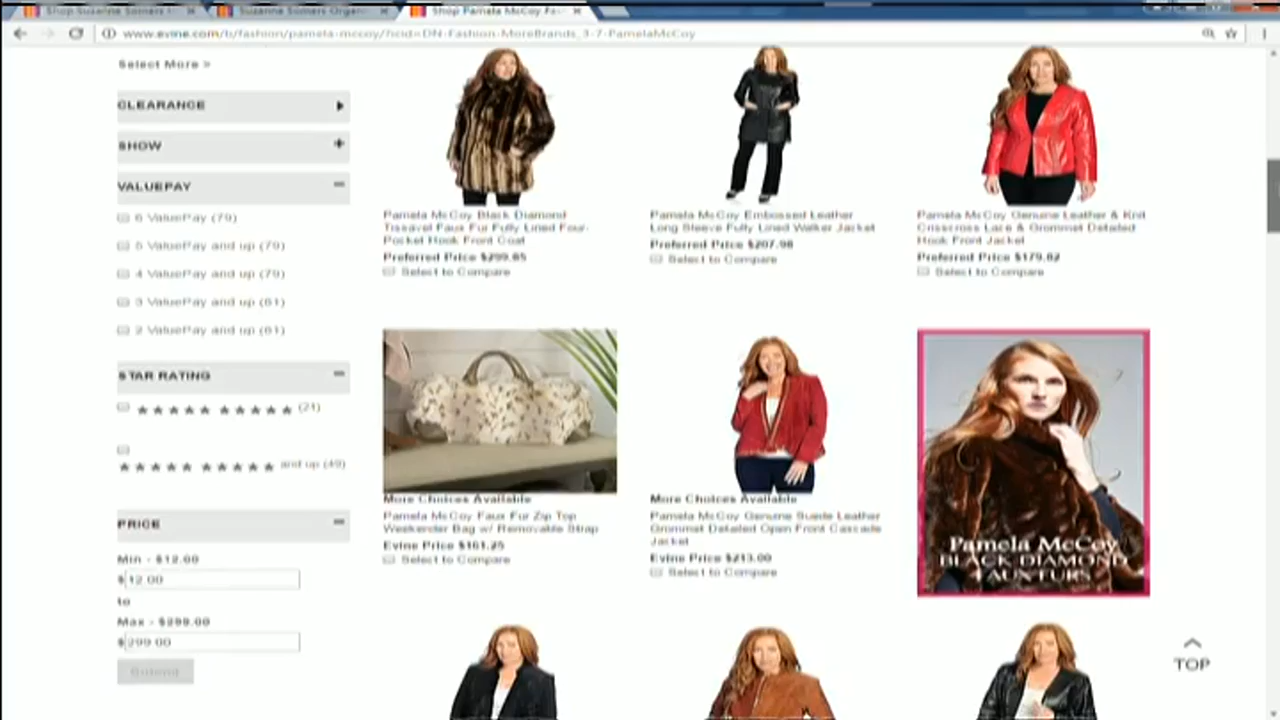 Shop Suzanne Somers
Suzanne Somers Organ
Shop Pamela McCoy Fa
www.evine.com/b/fashion/pamela-mccoy/?icid=DN-Fashion-MoreBrands_3-7-PamelaMcCoy
Select More >
CLEARANCE
SHOW
VALUEPAY
6 ValuePay (79)
5 ValuePay and up (79)
4 ValuePay and up (79)
3 ValuePay and up (61)
2 ValuePay and up (61)
STAR RATING
(21)
and up (49)
PRICE
Min - $12.00
$12.00
to
Max - $299.00
$299.00
Submit
Pamela McCoy Black Diamond
Tissavel Faux Fur Fully Lined Four-
Pocket Hook Front Coat
Preferred Price $299.65
Select to Compare
Pamela McCoy Embossed Leather
Long Sleeve Fully Lined Walker Jacket
Preferred Price $207.98
Select to Compare
Pamela McCoy Genuine Leather & Knit
Crisscross Lace & Grommet Detailed
Hook Front Jacket
Preferred Price $179.82
Select to Compare
More Choices Available
Pamela McCoy Faux Fur Zip Top
Weekender Bag w/ Removable Strap
Evine Price $161.25
Select to Compare
More Choices Available
Pamela McCoy Genuine Suede Leather
Grommet Detailed Open Front Cascade
Jacket
Evine Price $213.00
Select to Compare
Pamela McCoy
BLACK DIAMOND
FAUX FURS
TOP